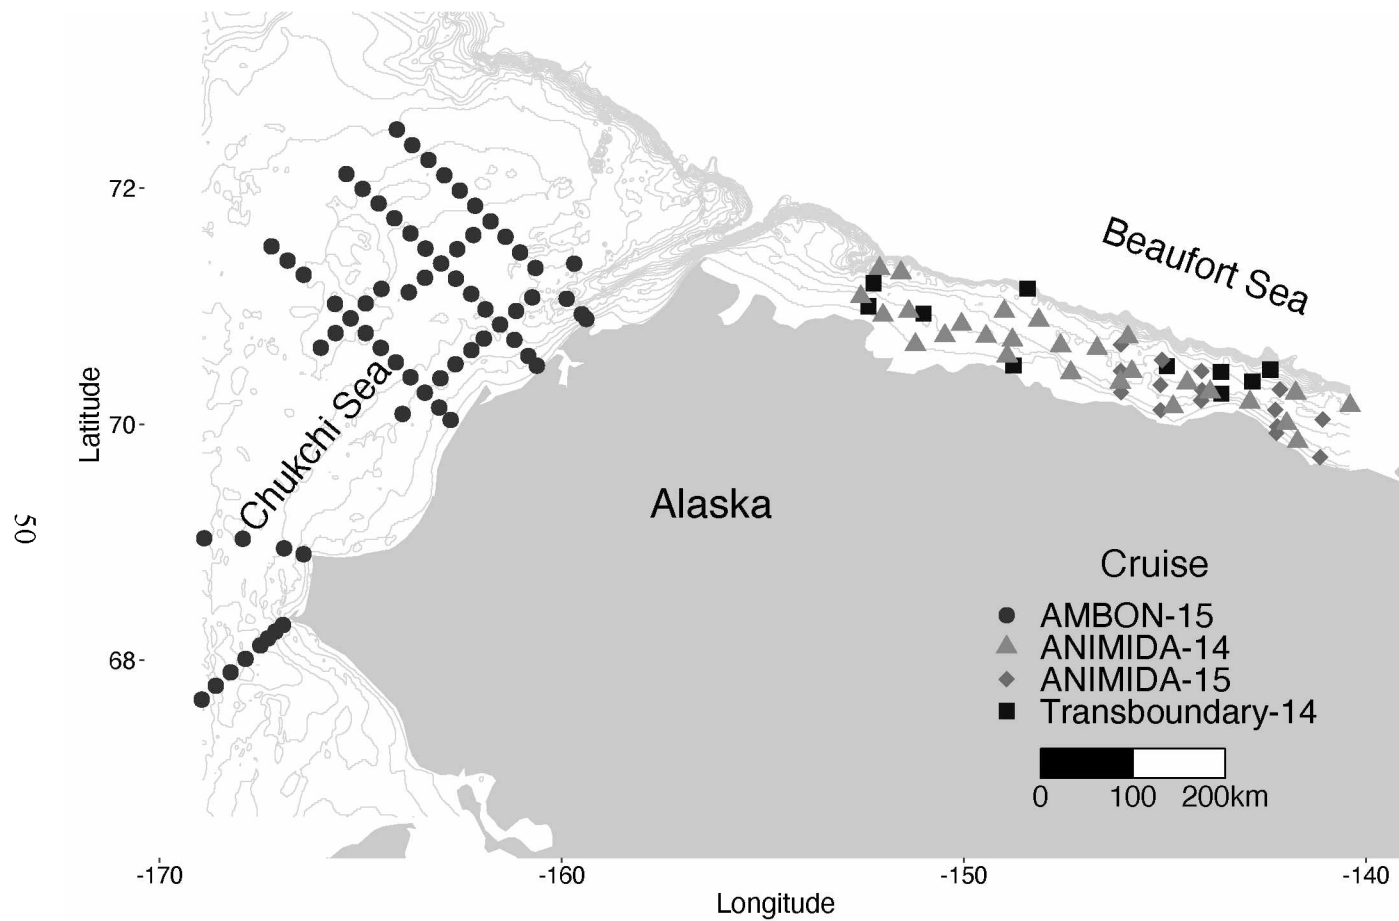 72
70
68
Latitude
50
Chukchi Sea
Beaufort Sea
Alaska
Cruise
AMBON-15
ANIMIDA-14
ANIMIDA-15
Transboundary-14
0 100 200km
-170 -160 -150 -140
Longitude